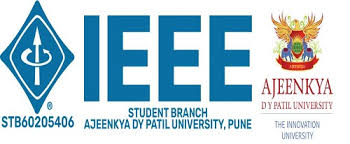 ®
STB60205406
IEEE
STUDENT BRANCH
AJEENKYA DY PATIL UNIVERSITY, PUNE
AJEENKYA
D Y PATIL UNIVERSITY
THE INNOVATION
UNIVERSITY